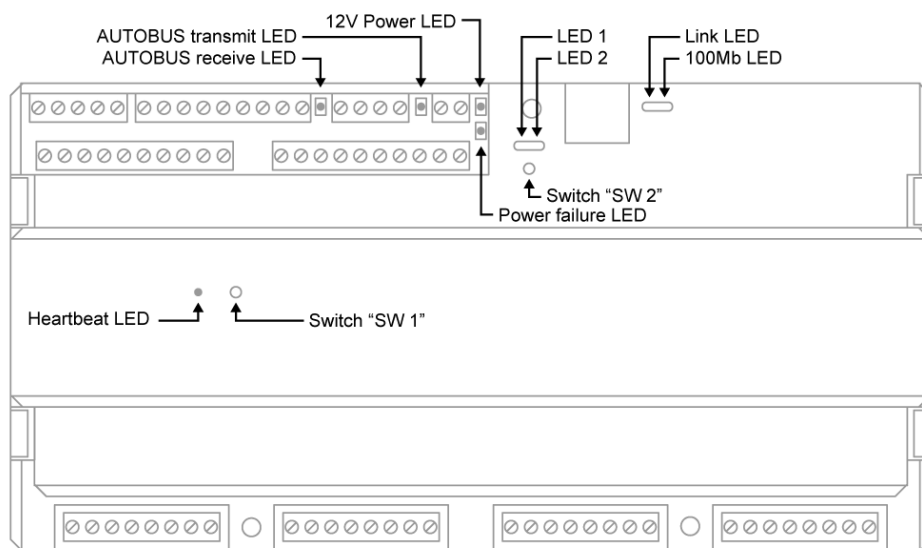 12V Power LED
AUTOBUS transmit LED
AUTOBUS receive LED
LED 1
LED 2
Link LED
100Mb LED
Switch “SW 2”
Power failure LED
Heartbeat LED
Switch “SW 1”